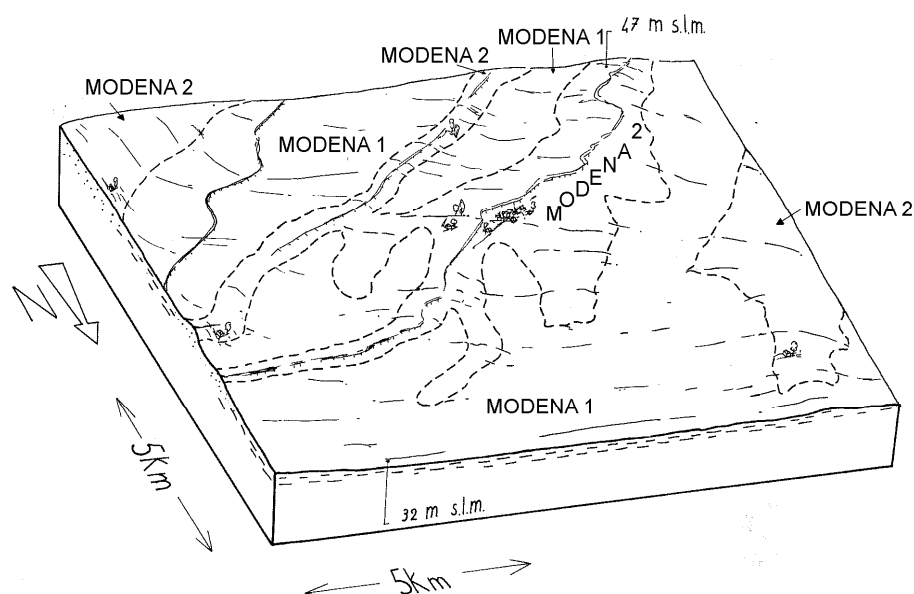 MODENA 1
47 m s.l.m.
MODENA 2
MODENA 2
MODENA 1
MODENA 2
MODENA 2
N
MODENA 1
5Km
32 m s.l.m.
5Km